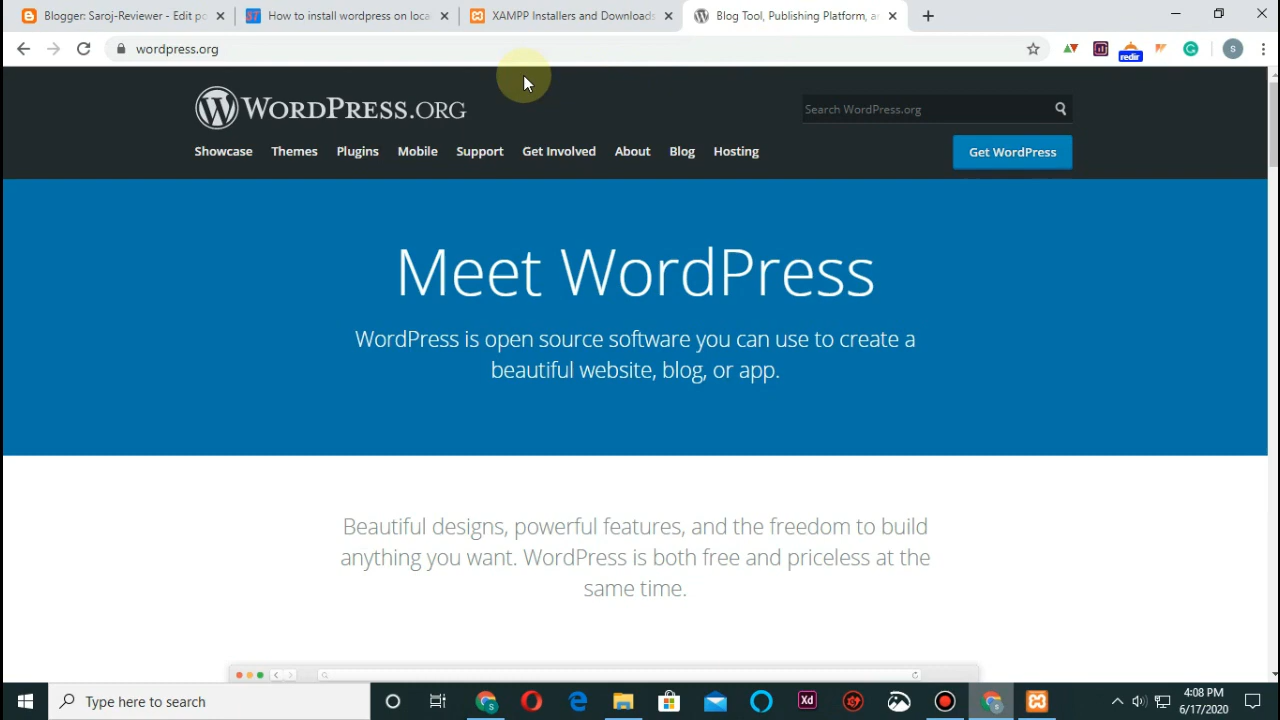 Blogger: Saroj-Reviewer - Edit po
How to install wordpress on loca
XAMPP Installers and Downloads
Blog Tool, Publishing Platform, a
wordpress.org
redir
S
WORDPRESS.ORG
Search WordPress.org
Showcase
Themes
Plugins
Mobile
Support
Get Involved
About
Blog
Hosting
Get WordPress
Meet WordPress
WordPress is open source software you can use to create a
beautiful website, blog, or app.
Beautiful designs, powerful features, and the freedom to build
anything you want. WordPress is both free and priceless at the
same time.
Type here to search
Xd
4:08 PM
6/17/2020